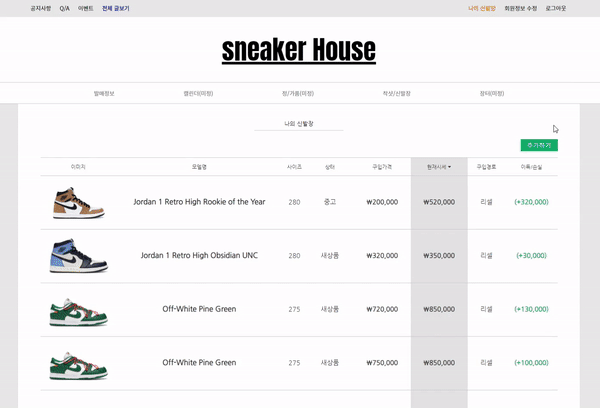 공지사항 Q/A 이벤트 전체 글보기 나의 신발장 회원정보 수정 로그아웃
sneaker House
발매정보 캘린더(미정) 정/가품(미정) 착샷/신발장 장터(미정)
나의 신발장
추가하기
이미지 모델명 사이즈 상태 구입가격 현재시세 구입경로 이득/손실
Jordan 1 Retro High Rookie of the Year 280 중고 ₩200,000 ₩520,000 리셀 (+320,000)
Jordan 1 Retro High Obsidian UNC 280 새상품 ₩320,000 ₩350,000 리셀 (+30,000)
Off-White Pine Green 275 새상품 ₩720,000 ₩850,000 리셀 (+130,000)
Off-White Pine Green 275 새상품 ₩750,000 ₩850,000 리셀 (+100,000)